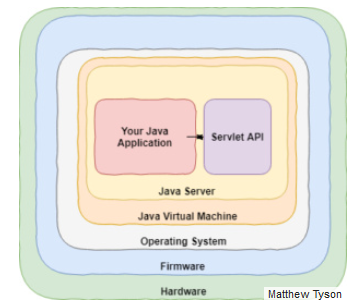 Your Java
Application
Servlet API
Java Server
Java Virtual Machine
Operating System
Firmware
Hardware
Matthew Tyson